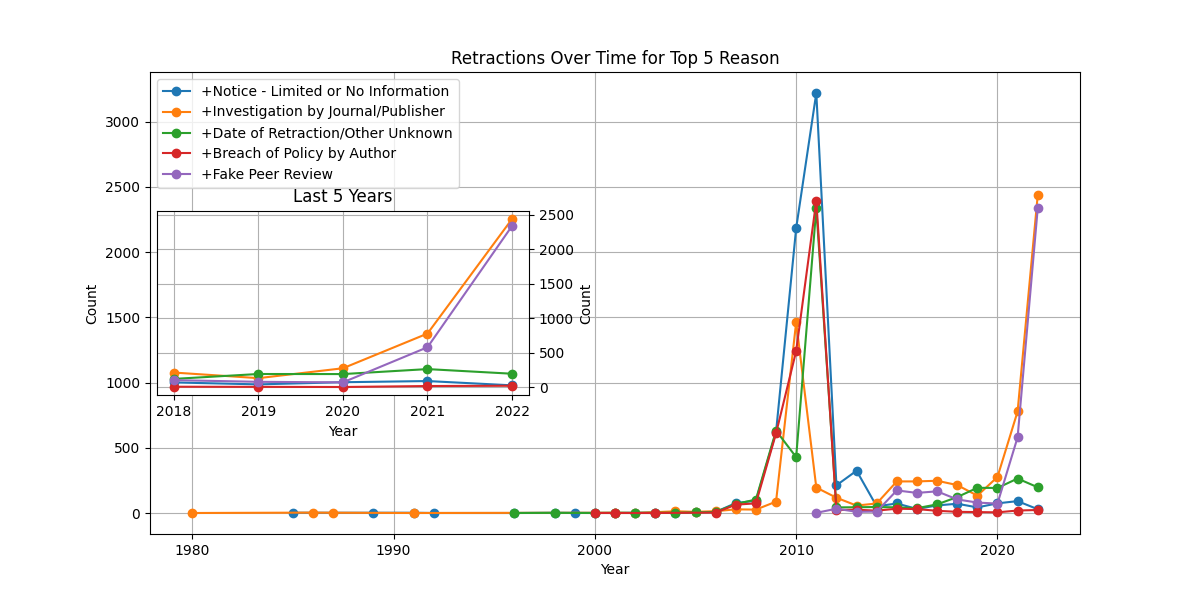 Retractions Over Time for Top 5 Reason
+Notice - Limited or No Information
+Investigation by Journal/Publisher
+Date of Retraction/Other Unknown
+Breach of Policy by Author
+Fake Peer Review
Last 5 Years
3000
2500
2000
1500
1000
500
0
Count
2500
2000
1500
1000
500
0
Count
2018 2019 2020 2021 2022
Year
1980 1990 2000 2010 2020
Year